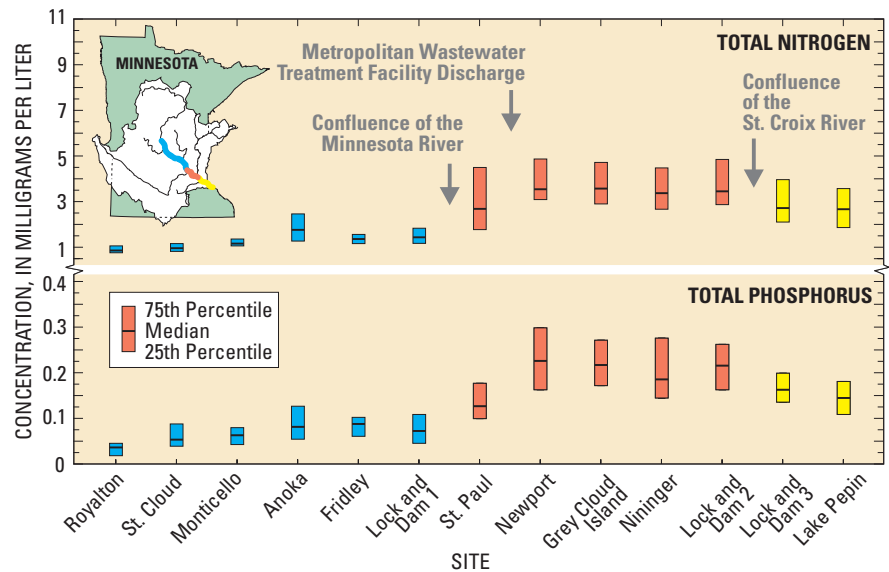 CONCENTRATION, IN MILLIGRAMS PER LITER
11
9
7
5
3
1
MINNESOTA
Metropolitan Wastewater
Treatment Facility Discharge
Confluence of the
Minnesota River
TOTAL NITROGEN
Confluence
of the
St. Croix River
0.4
0.3
0.2
0.1
0
75th Percentile
Median
25th Percentile
TOTAL PHOSPHORUS
Royalton
St. Cloud
Monticello
Anoka
Fridley
Lock and
Dam 1
St. Paul
Newport
Grey Cloud
Island
Nininger
Lock and
Dam 2
Lock and
Dam 3
Lake Pepin
SITE